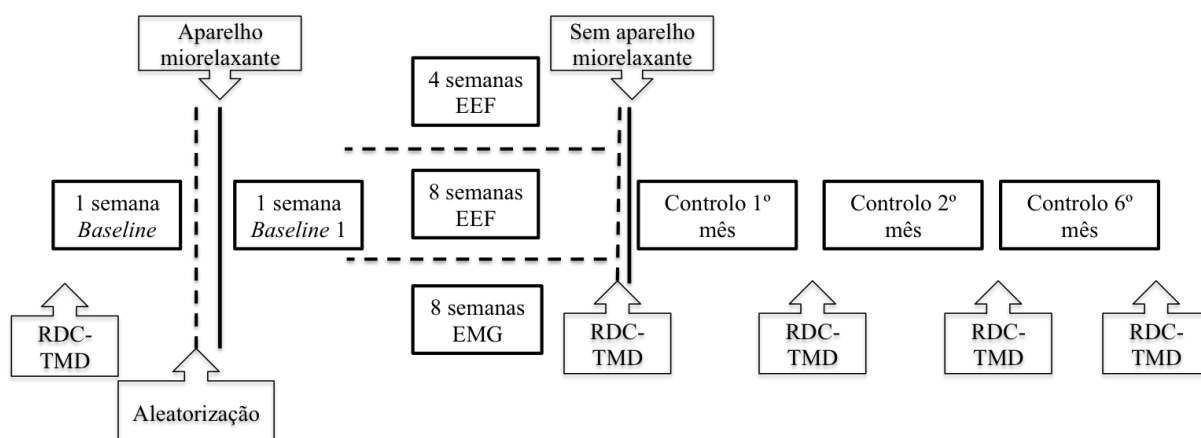 Aparelho
miorelaxante
Sem aparelho
miorelaxante
4 semanas
EEF
1 semana
Baseline
1 semana
Baseline 1
8 semanas
EEF
Controlo 1º
mês
Controlo 2º
mês
Controlo 6º
mês
8 semanas
EMG
RDC-
TMD
RDC-
TMD
RDC-
TMD
RDC-
TMD
RDC-
TMD
Aleatorização